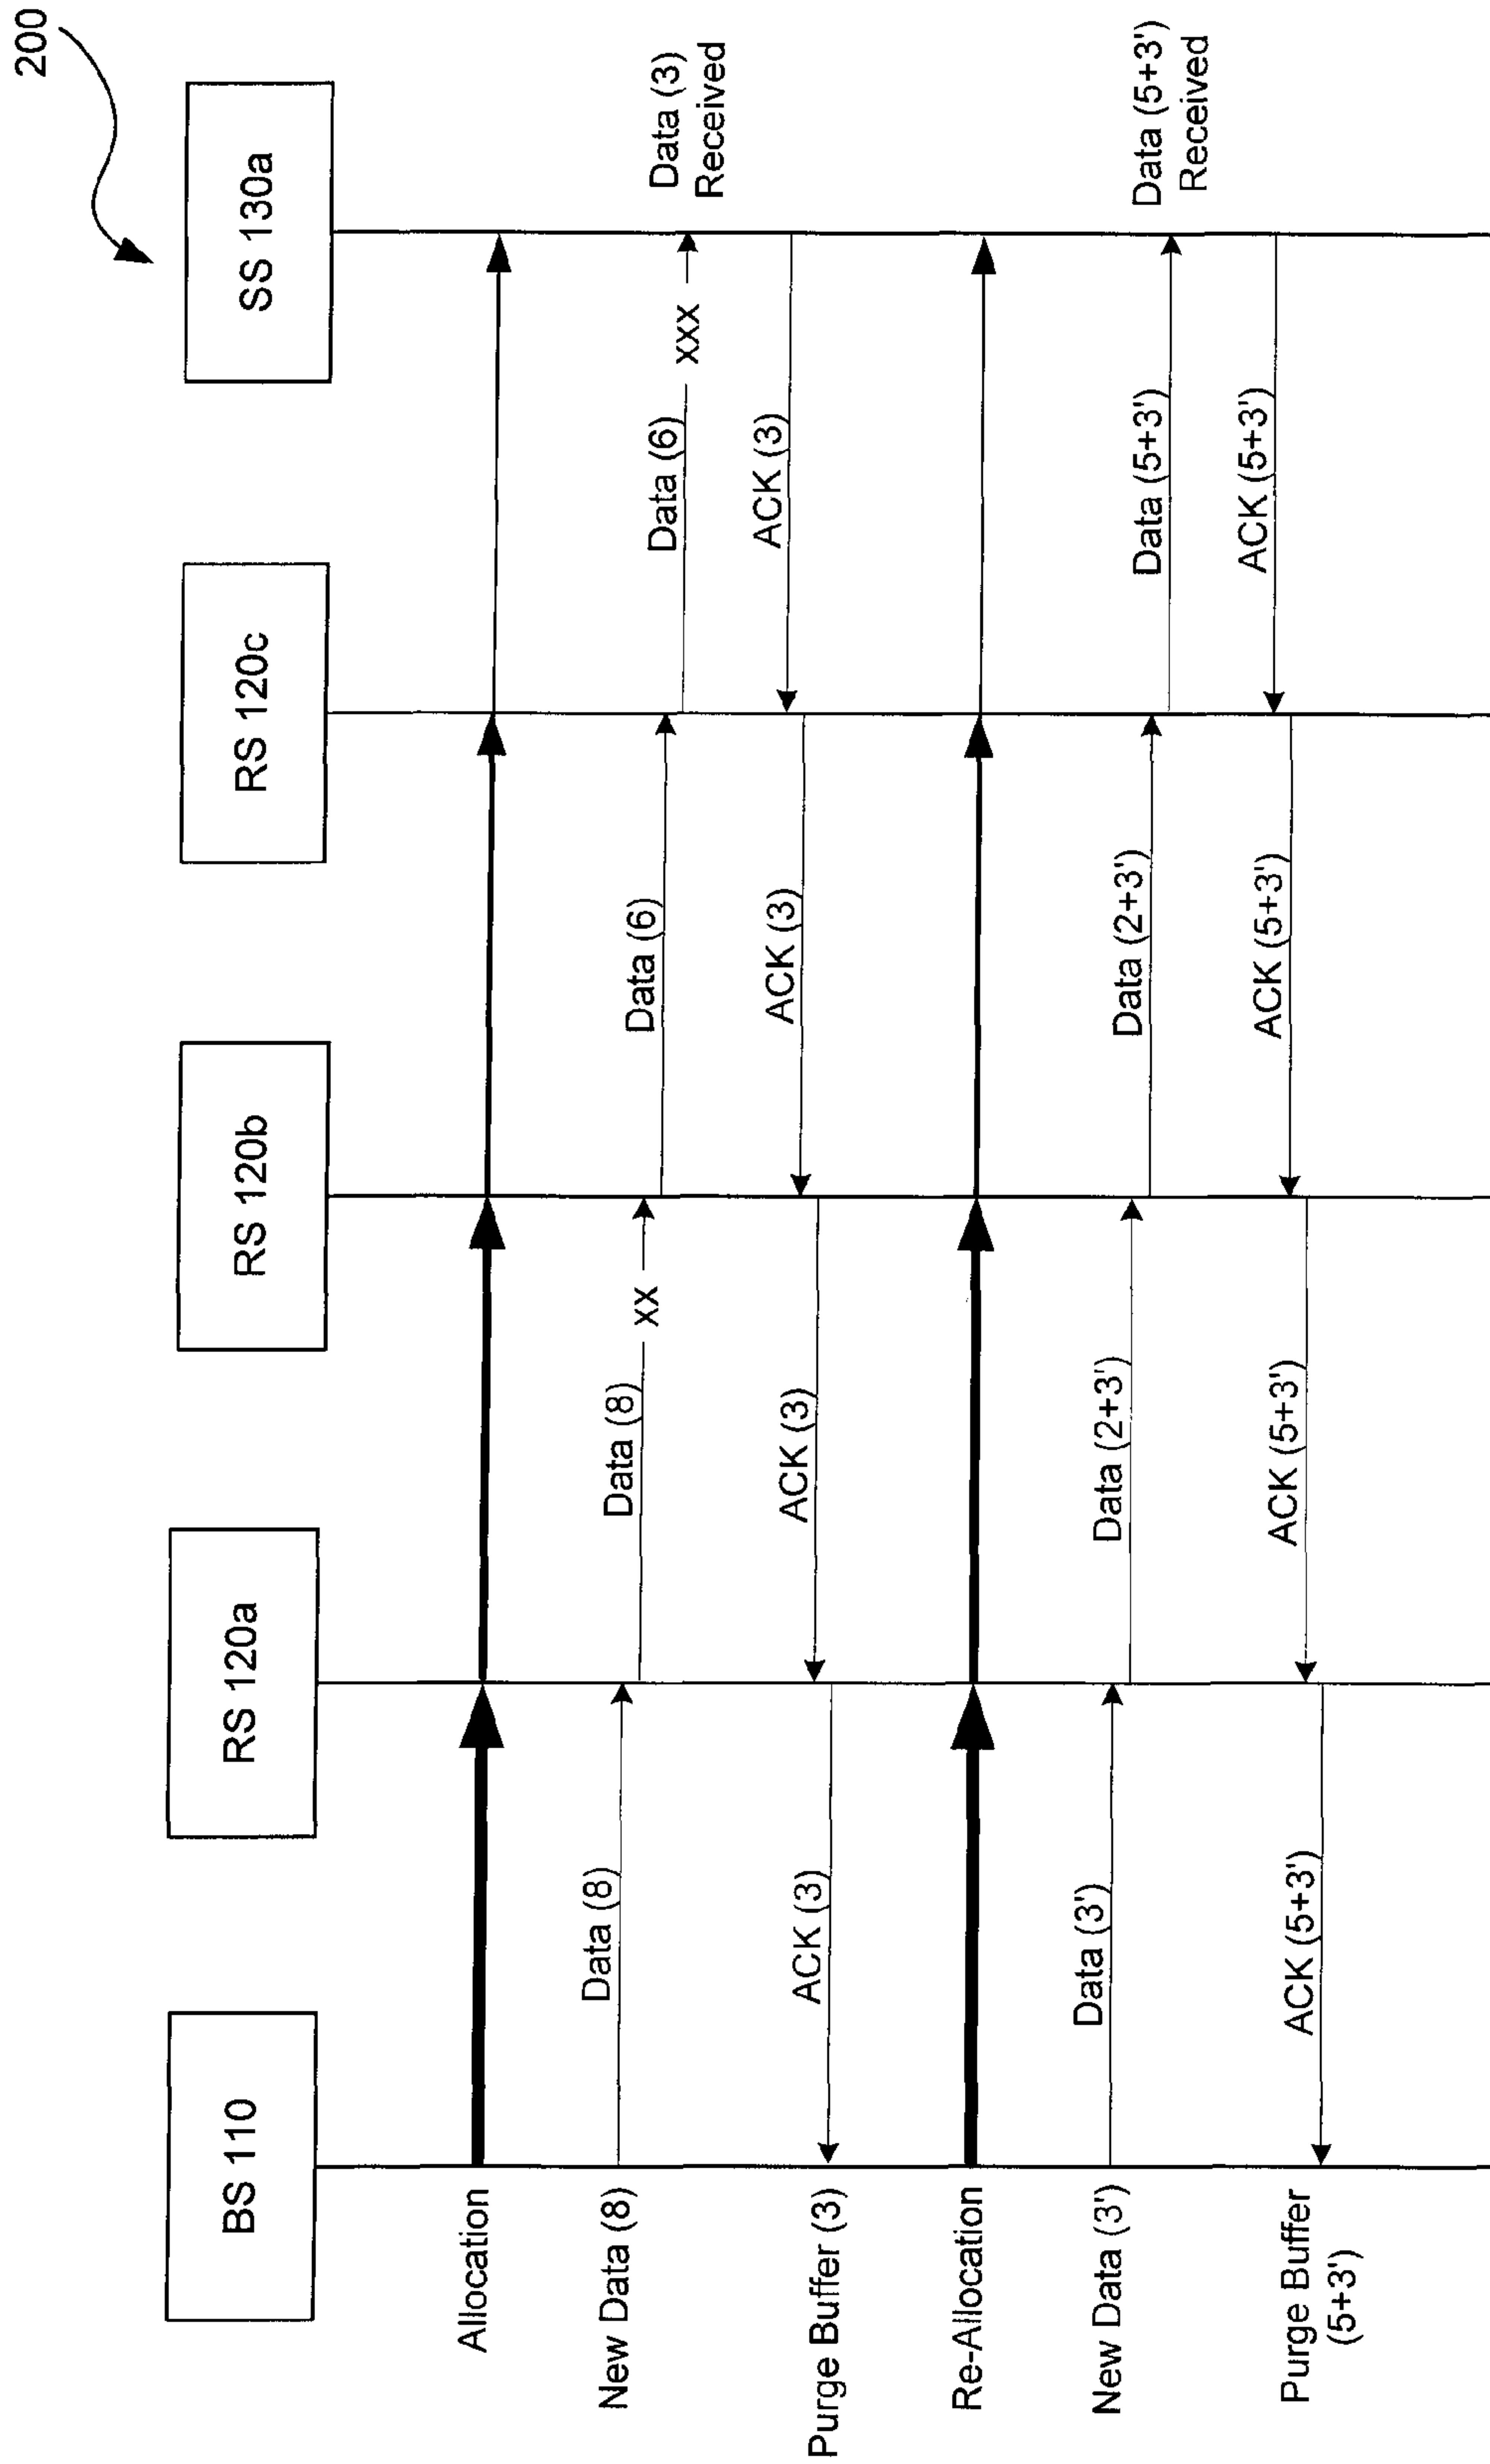 200
BS 110
RS 120a
RS 120b
RS 120c
SS 130a
Allocation
New Data (8)
Data (8)
Data (8)
xx
Data (6)
Data (6)
xxx
Data (3)
Received
Purge Buffer (3)
ACK (3)
ACK (3)
ACK (3)
ACK (3)
Re-Allocation
New Data (3')
Data (3')
Data (2+3')
Data (2+3')
Data (5+3')
Data (5+3')
Received
Purge Buffer
(5+3')
ACK (5+3')
ACK (5+3')
ACK (5+3')
ACK (5+3')